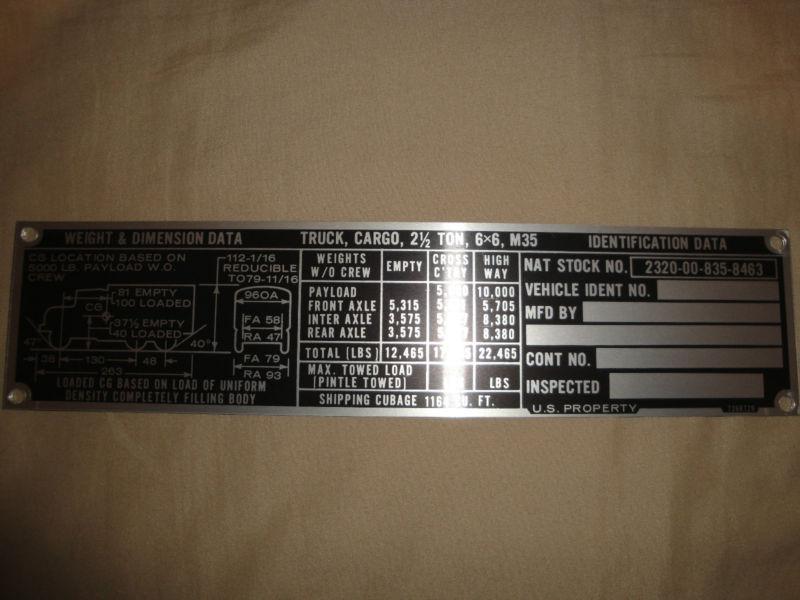 WEIGHT & DIMENSION DATA
TRUCK, CARGO, 2½ TON, 6×6, M35
IDENTIFICATION DATA
CG LOCATION BASED ON
5000 LB. PAYLOAD W.O.
CREW
112-1/16
REDUCIBLE
TO 79-11/16
81 EMPTY
100 LOADED
CG
37½ EMPTY
40 LOADED
47°
40°
38
130
48
263
96OA
FA 58
RA 47
FA 79
RA 93
LOADED CG BASED ON LOAD OF UNIFORM
DENSITY COMPLETELY FILLING BODY
WEIGHTS W/O CREW EMPTY CROSS C'TRY HIGH WAY
PAYLOAD 10,000
FRONT AXLE 5,315 5,705
INTER AXLE 3,575 8,380
REAR AXLE 3,575 8,380
TOTAL (LBS) 12,465 22,465
MAX. TOWED LOAD
(PINTLE TOWED) LBS
SHIPPING CUBAGE 1164 CU. FT.
NAT STOCK NO. 2320-00-835-8463
VEHICLE IDENT NO.
MFD BY
CONT NO.
INSPECTED
U.S. PROPERTY